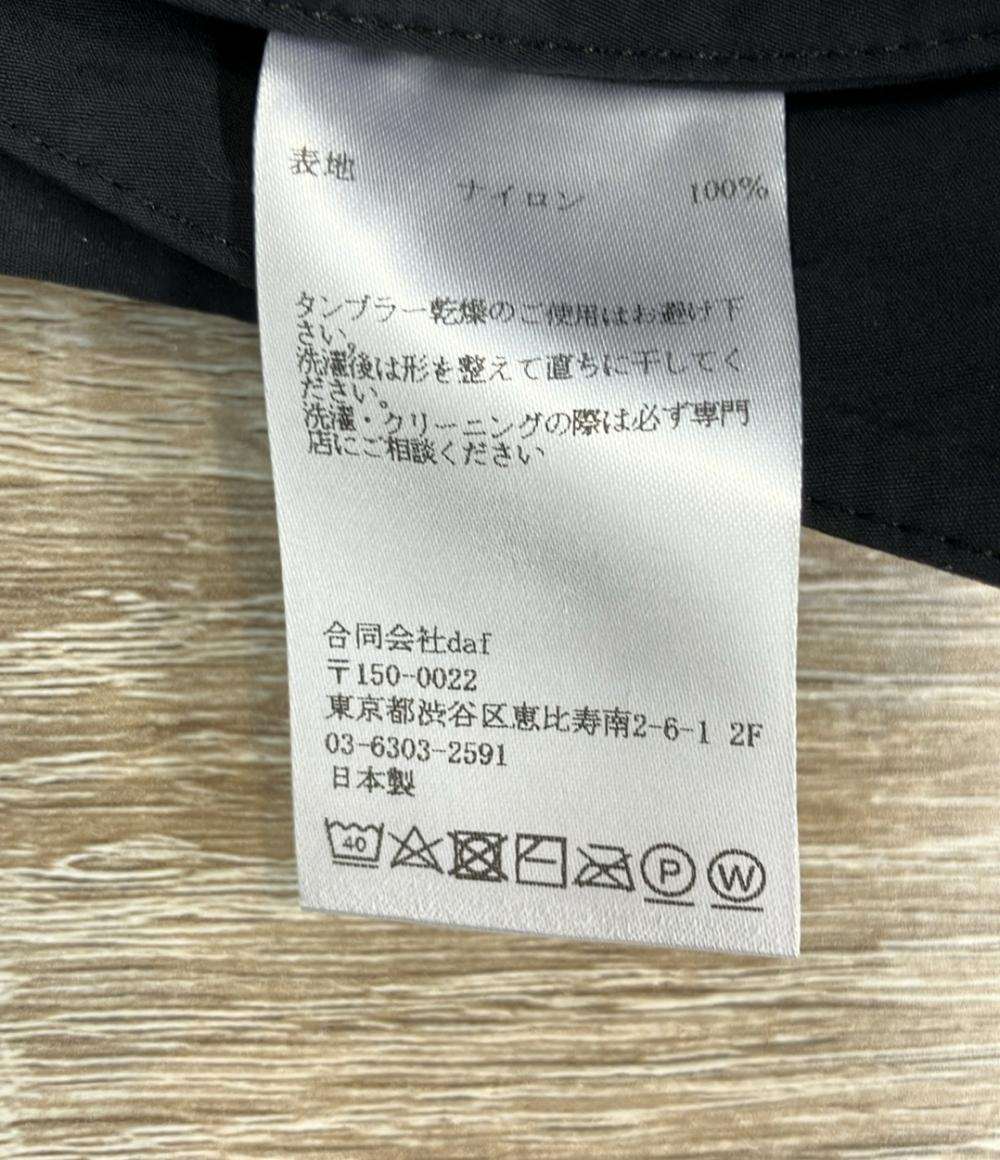 表地
ナイロン 100%
タンブラー乾燥のご使用はお避け下
さい。
洗濯後は形を整えて直ちに干してく
ださい。
洗濯・クリーニングの際は必ず専門
店にご相談ください
合同会社daf
〒150-0022
東京都渋谷区恵比寿南2-6-1 2F
03-6303-2591
日本製
40 P W